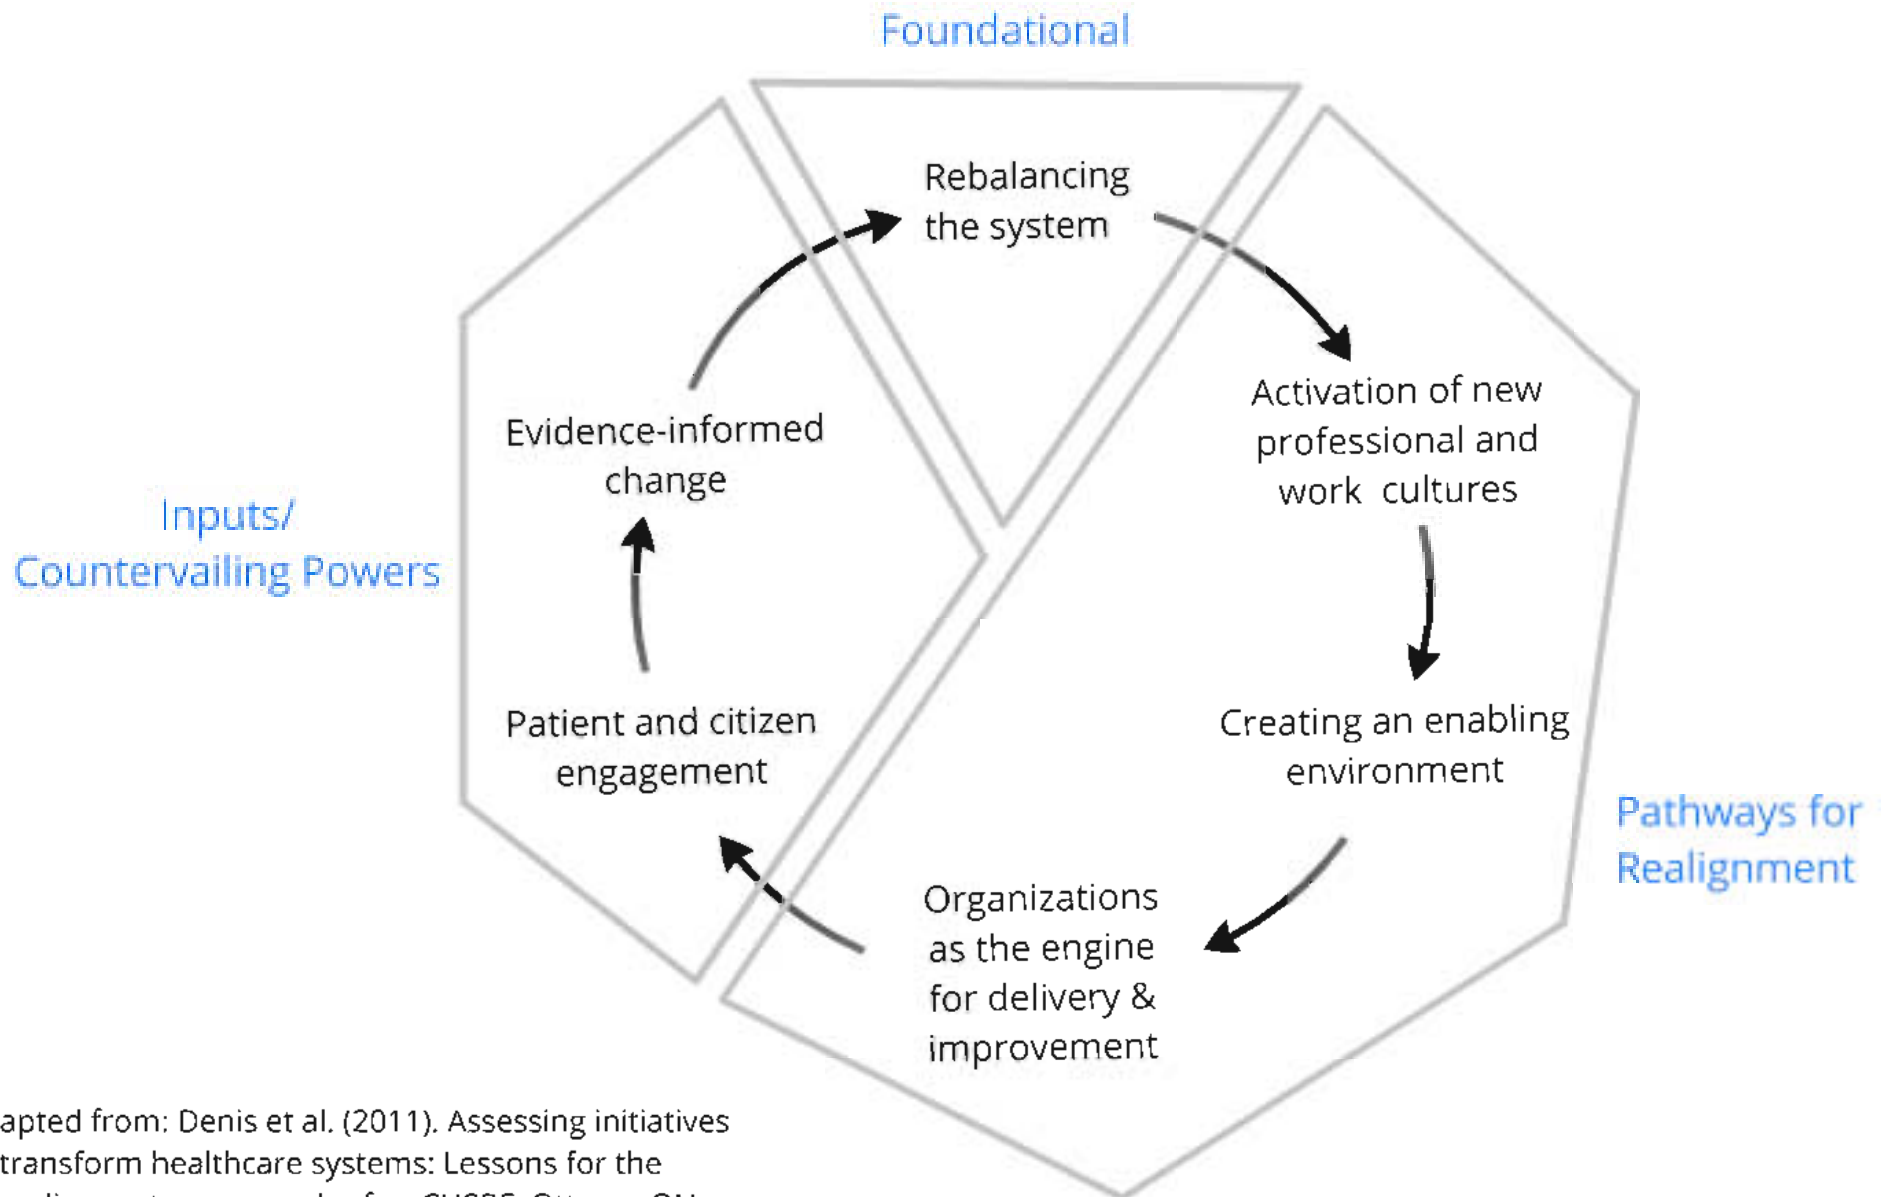 Foundational
Rebalancing
the system
Activation of new
professional and
work cultures
Evidence-informed
change
Inputs/
Countervailing Powers
Patient and citizen
engagement
Creating an enabling
environment
Pathways for
Realignment
Organizations
as the engine
for delivery &
improvement
apted from: Denis et al. (2011). Assessing initiatives
transform healthcare systems: Lessons for the